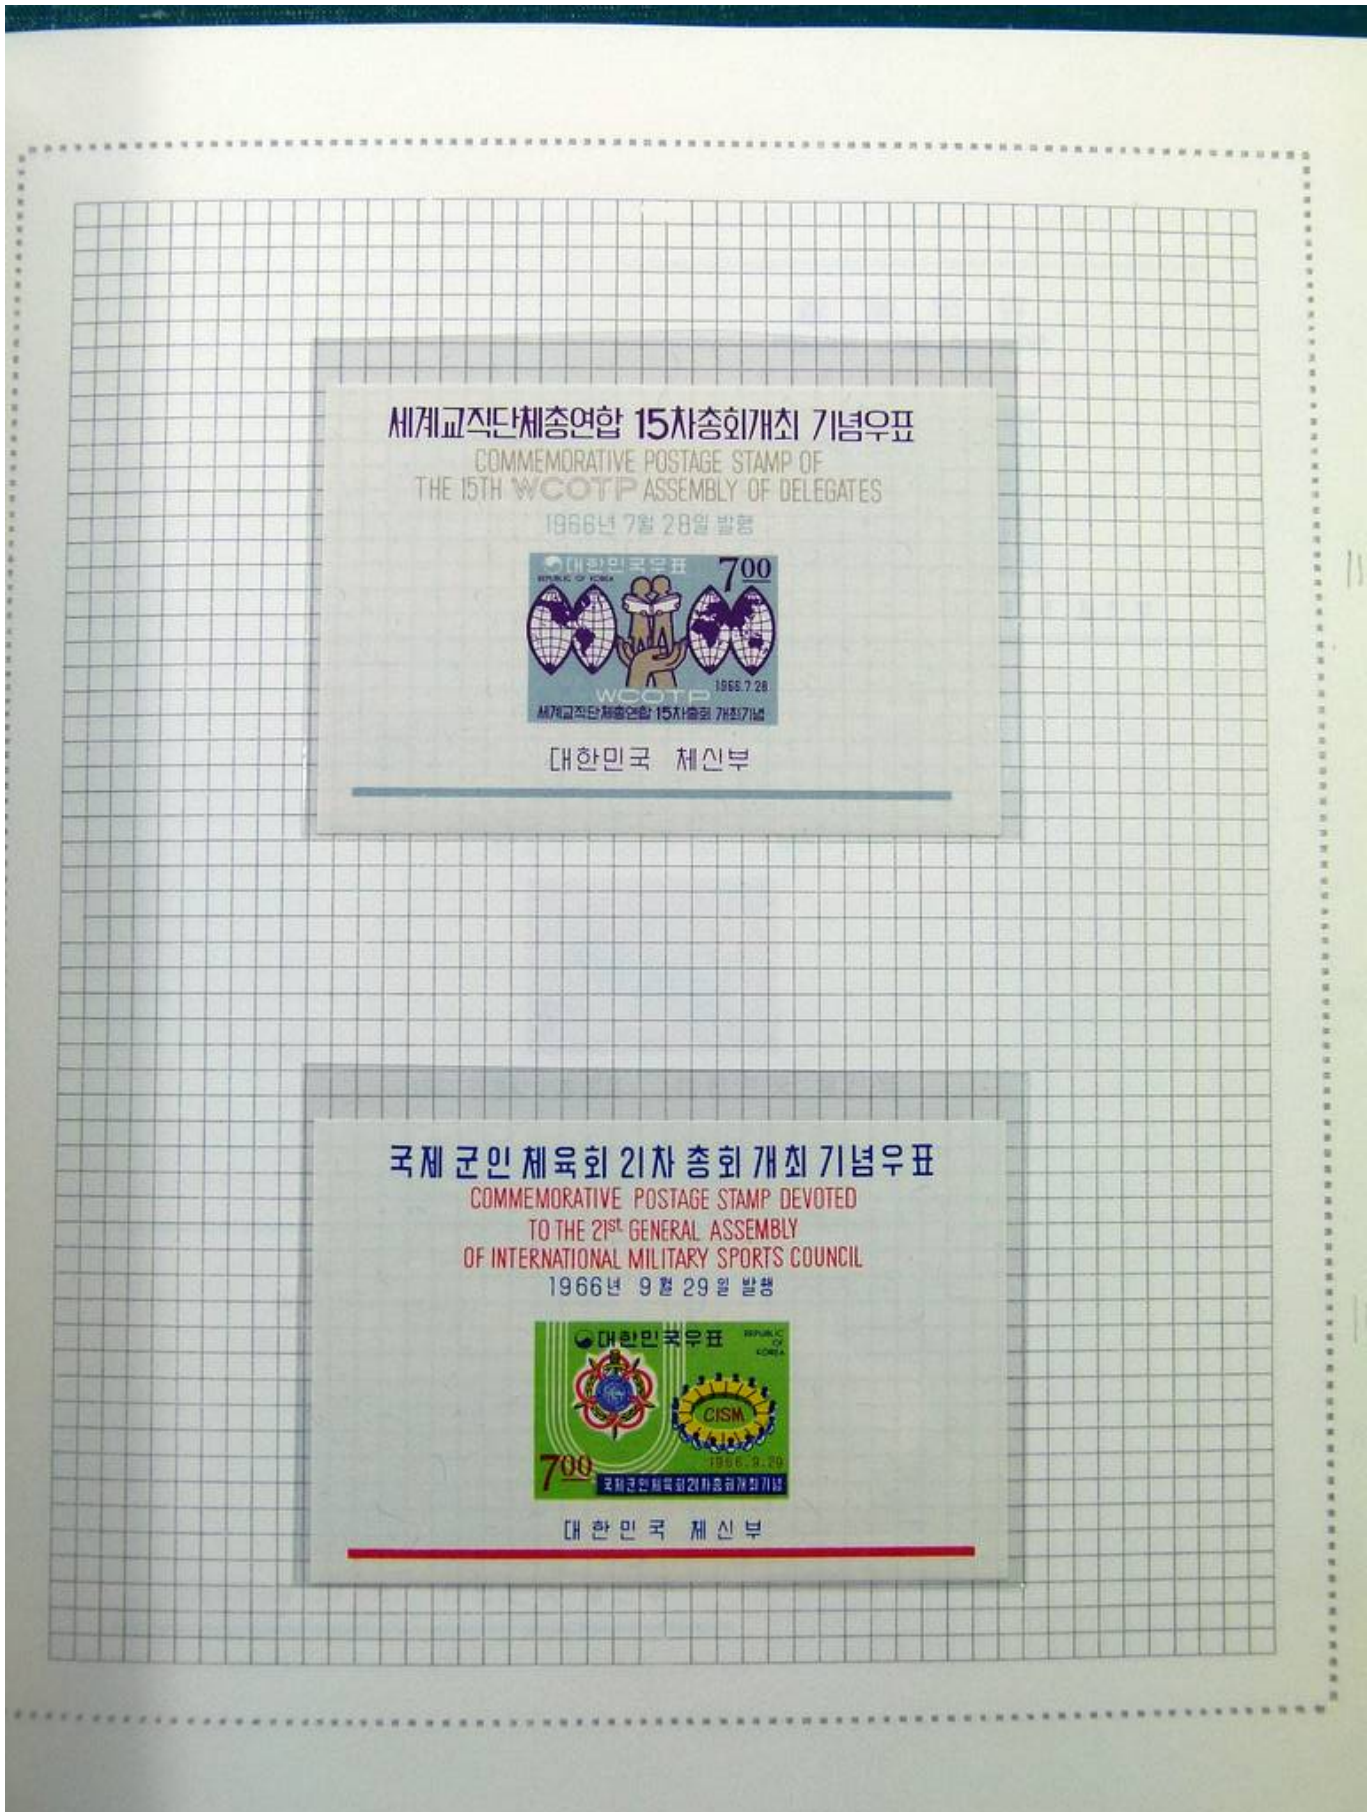 세계교직단체총연합 15차총회개최 기념우표
COMMEMORATIVE POSTAGE STAMP OF
THE 15TH WCOTP ASSEMBLY OF DELEGATES
1966년 7월 28일 발행
대한민국우표 700
REPUBLIC OF KOREA
1966.7.28
WCOTP
세계교직단체총연합 15차총회 개최기념
대한민국 체신부
국제 군인 체육회 21차 총회 개최 기념우표
COMMEMORATIVE POSTAGE STAMP DEVOTED
TO THE 21st GENERAL ASSEMBLY
OF INTERNATIONAL MILITARY SPORTS COUNCIL
1966년 9월 29일 발행
대한민국우표
REPUBLIC
OF
KOREA
CISM
1966.9.29
700
국제군인체육회21차총회개최기념
대한민국 체신부